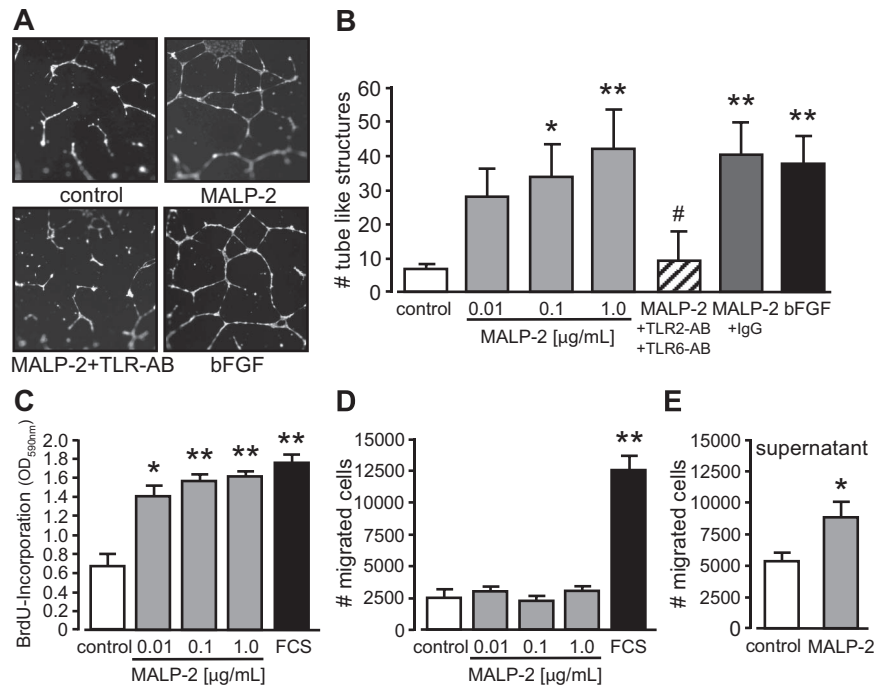 A
control
MALP-2
MALP-2+TLR-AB
bFGF
B
# tube like structures
60
50
40
30
20
10
0
*
**
#
**
**
control
0.01
0.1
1.0
MALP-2 [µg/mL]
MALP-2
+TLR2-AB
+TLR6-AB
MALP-2
+IgG
bFGF
C
BrdU-Incorporation (OD590nm)
2.0
1.8
1.6
1.4
1.2
1.0
0.8
0.6
0.4
0.2
0
*
**
**
**
control
0.01
0.1
1.0
FCS
MALP-2 [µg/mL]
D
# migrated cells
15000
12500
10000
7500
5000
2500
0
**
control
0.01
0.1
1.0
FCS
MALP-2 [µg/mL]
E
# migrated cells
15000
12500
10000
7500
5000
2500
0
supernatant
*
control
MALP-2